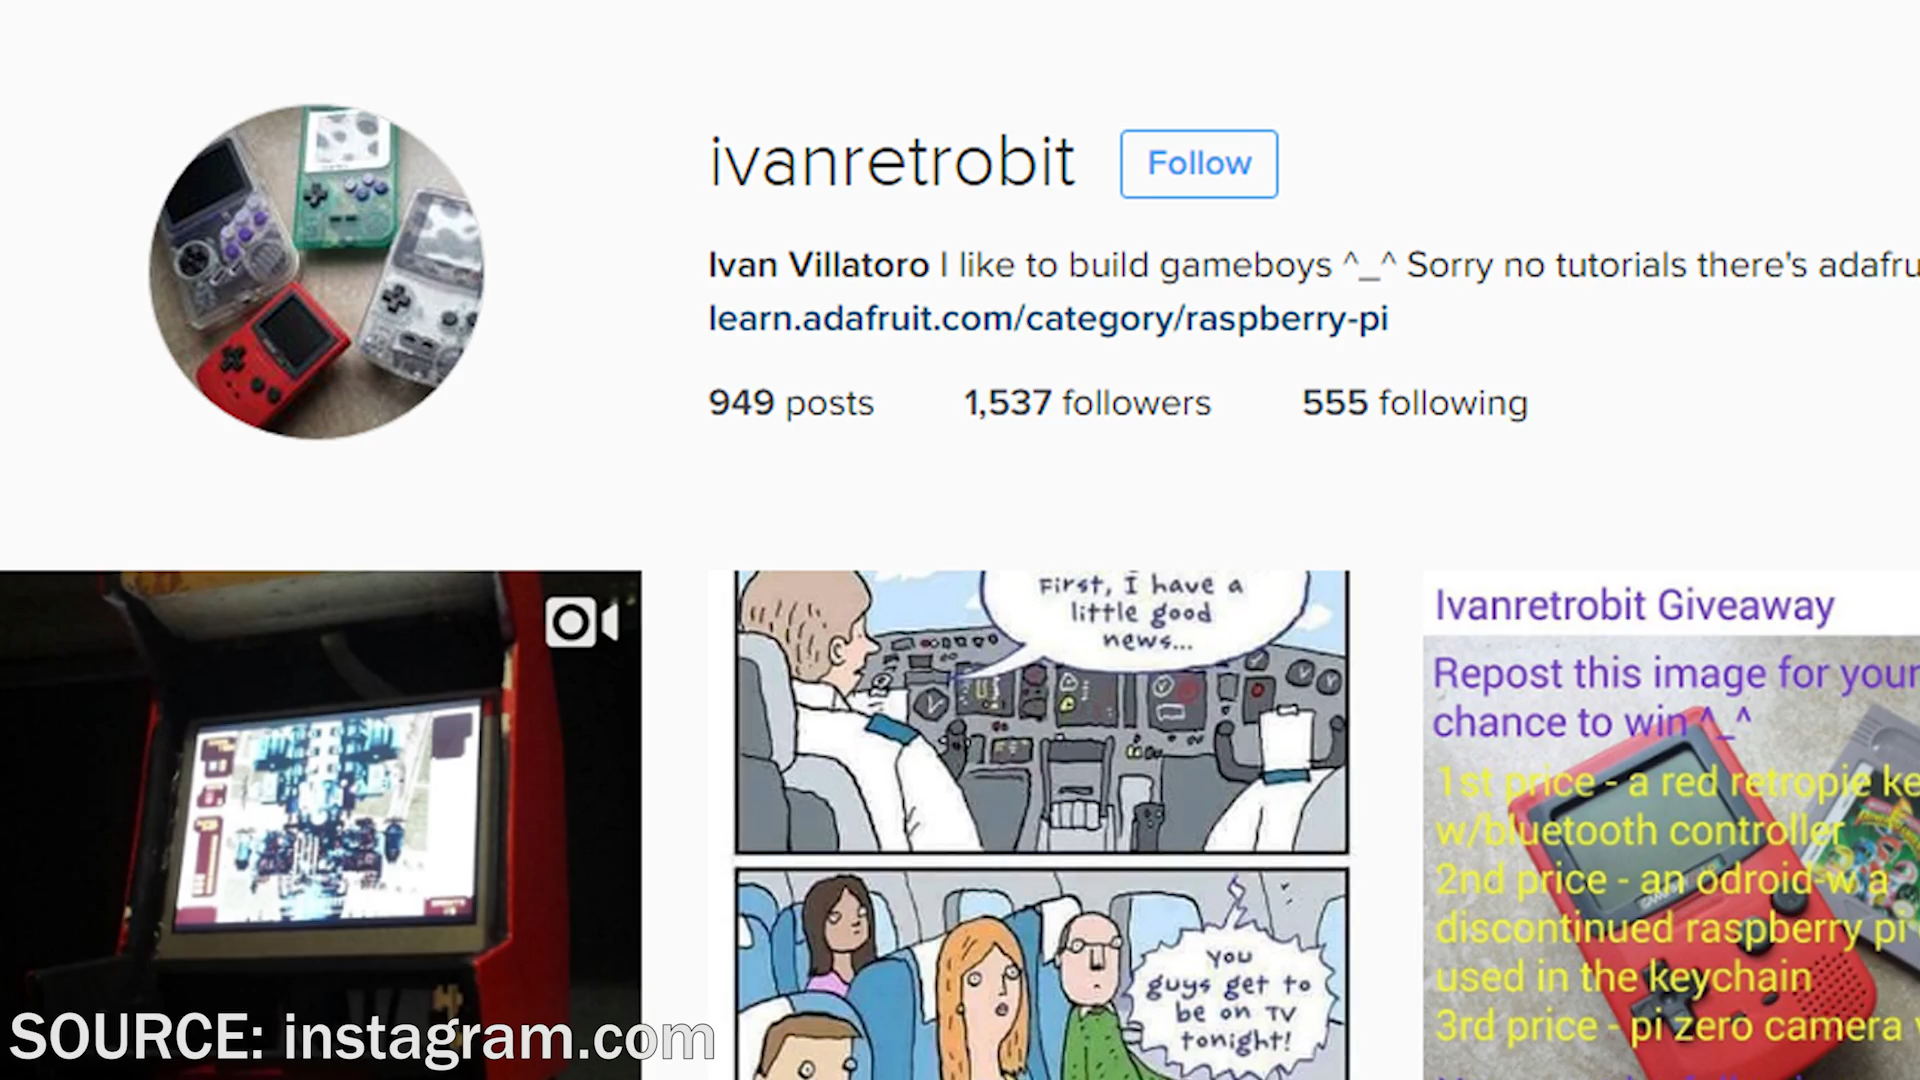 ivanretrobit Follow
Ivan Villatoro I like to build gameboys ^_^ Sorry no tutorials there's adafru
learn.adafruit.com/category/raspberry-pi
949 posts 1,537 followers 555 following
First, I have a
little good
news...
You
guys get to
be on TV
tonight!
Ivanretrobit Giveaway
Repost this image for your
chance to win ^_^
1st price - a red retropie ke
w/bluetooth controller
2nd price - an odroid-w a
discontinued raspberry pi
used in the keychain
3rd price - pi zero camera
SOURCE: instagram.com